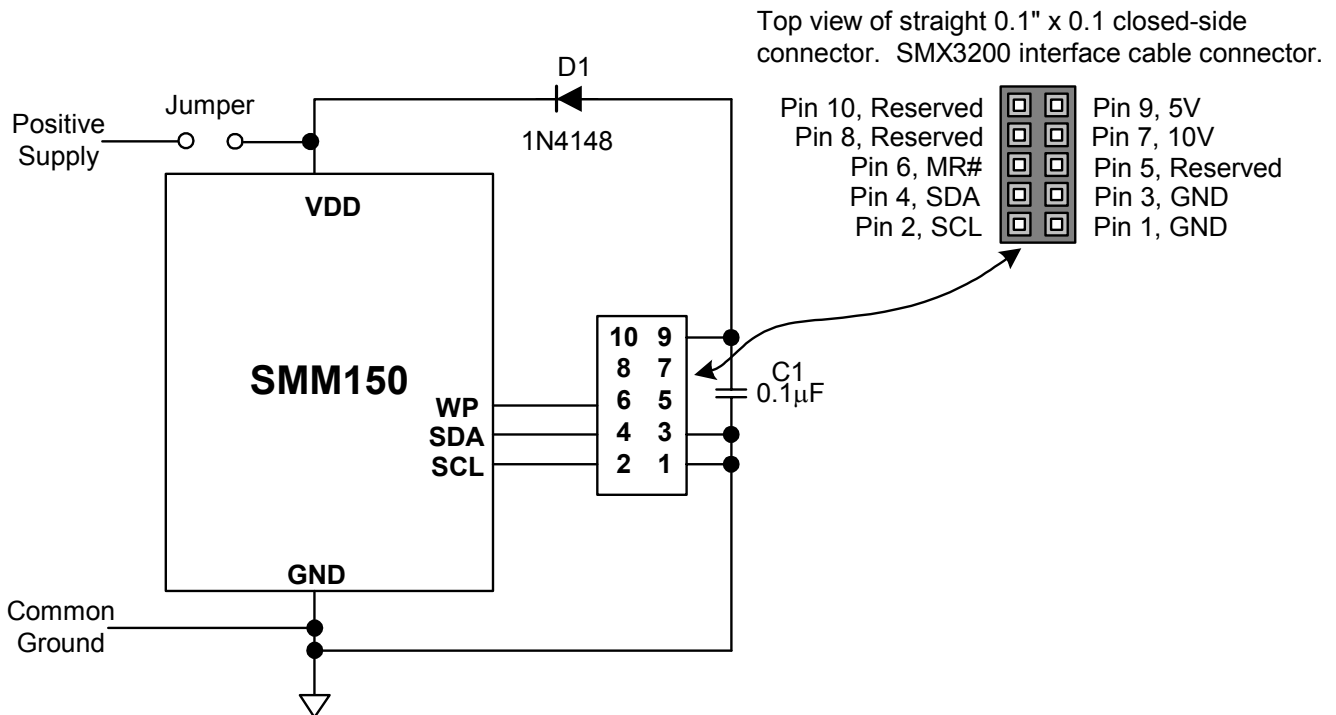 Top view of straight 0.1" x 0.1 closed-side
connector. SMX3200 interface cable connector.
D1
Jumper
Positive
Supply
1N4148
Pin 10, Reserved
Pin 9, 5V
Pin 8, Reserved
Pin 7, 10V
Pin 6, MR#
Pin 5, Reserved
Pin 4, SDA
Pin 3, GND
Pin 2, SCL
Pin 1, GND
VDD
SMM150
WP
SDA
SCL
10 9
8 7
6 5
4 3
2 1
C1
0.1µF
GND
Common
Ground